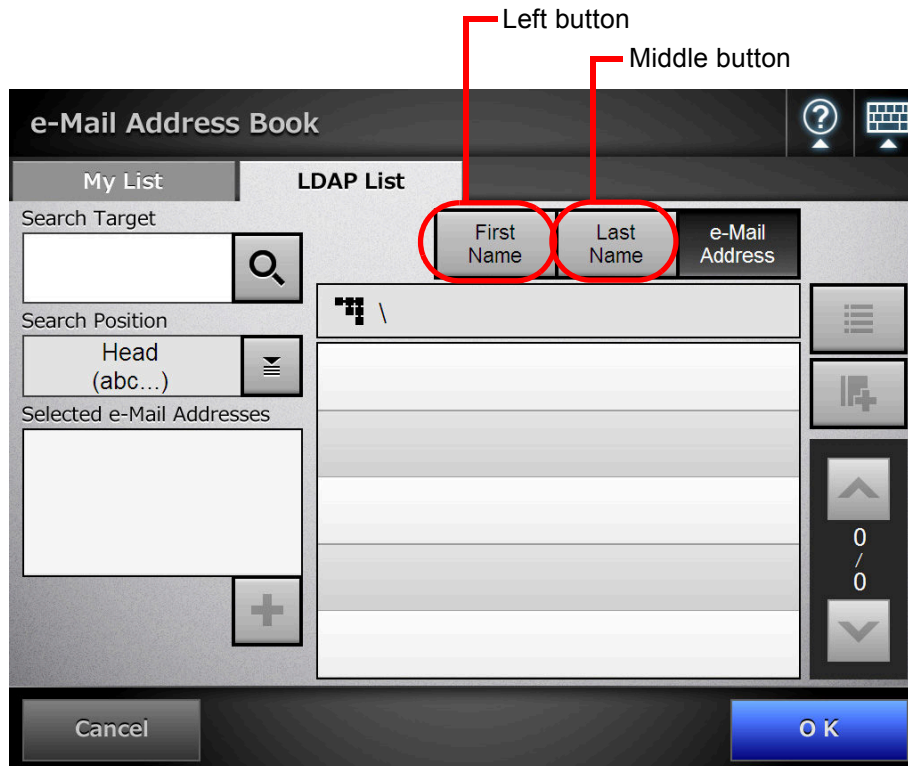 Left button
Middle button
e-Mail Address Book
?
My List
LDAP List
Search Target
First
Name
Last
Name
e-Mail
Address
\
Search Position
Head
(abc...)
Selected e-Mail Addresses
0
/
0
Cancel
OK